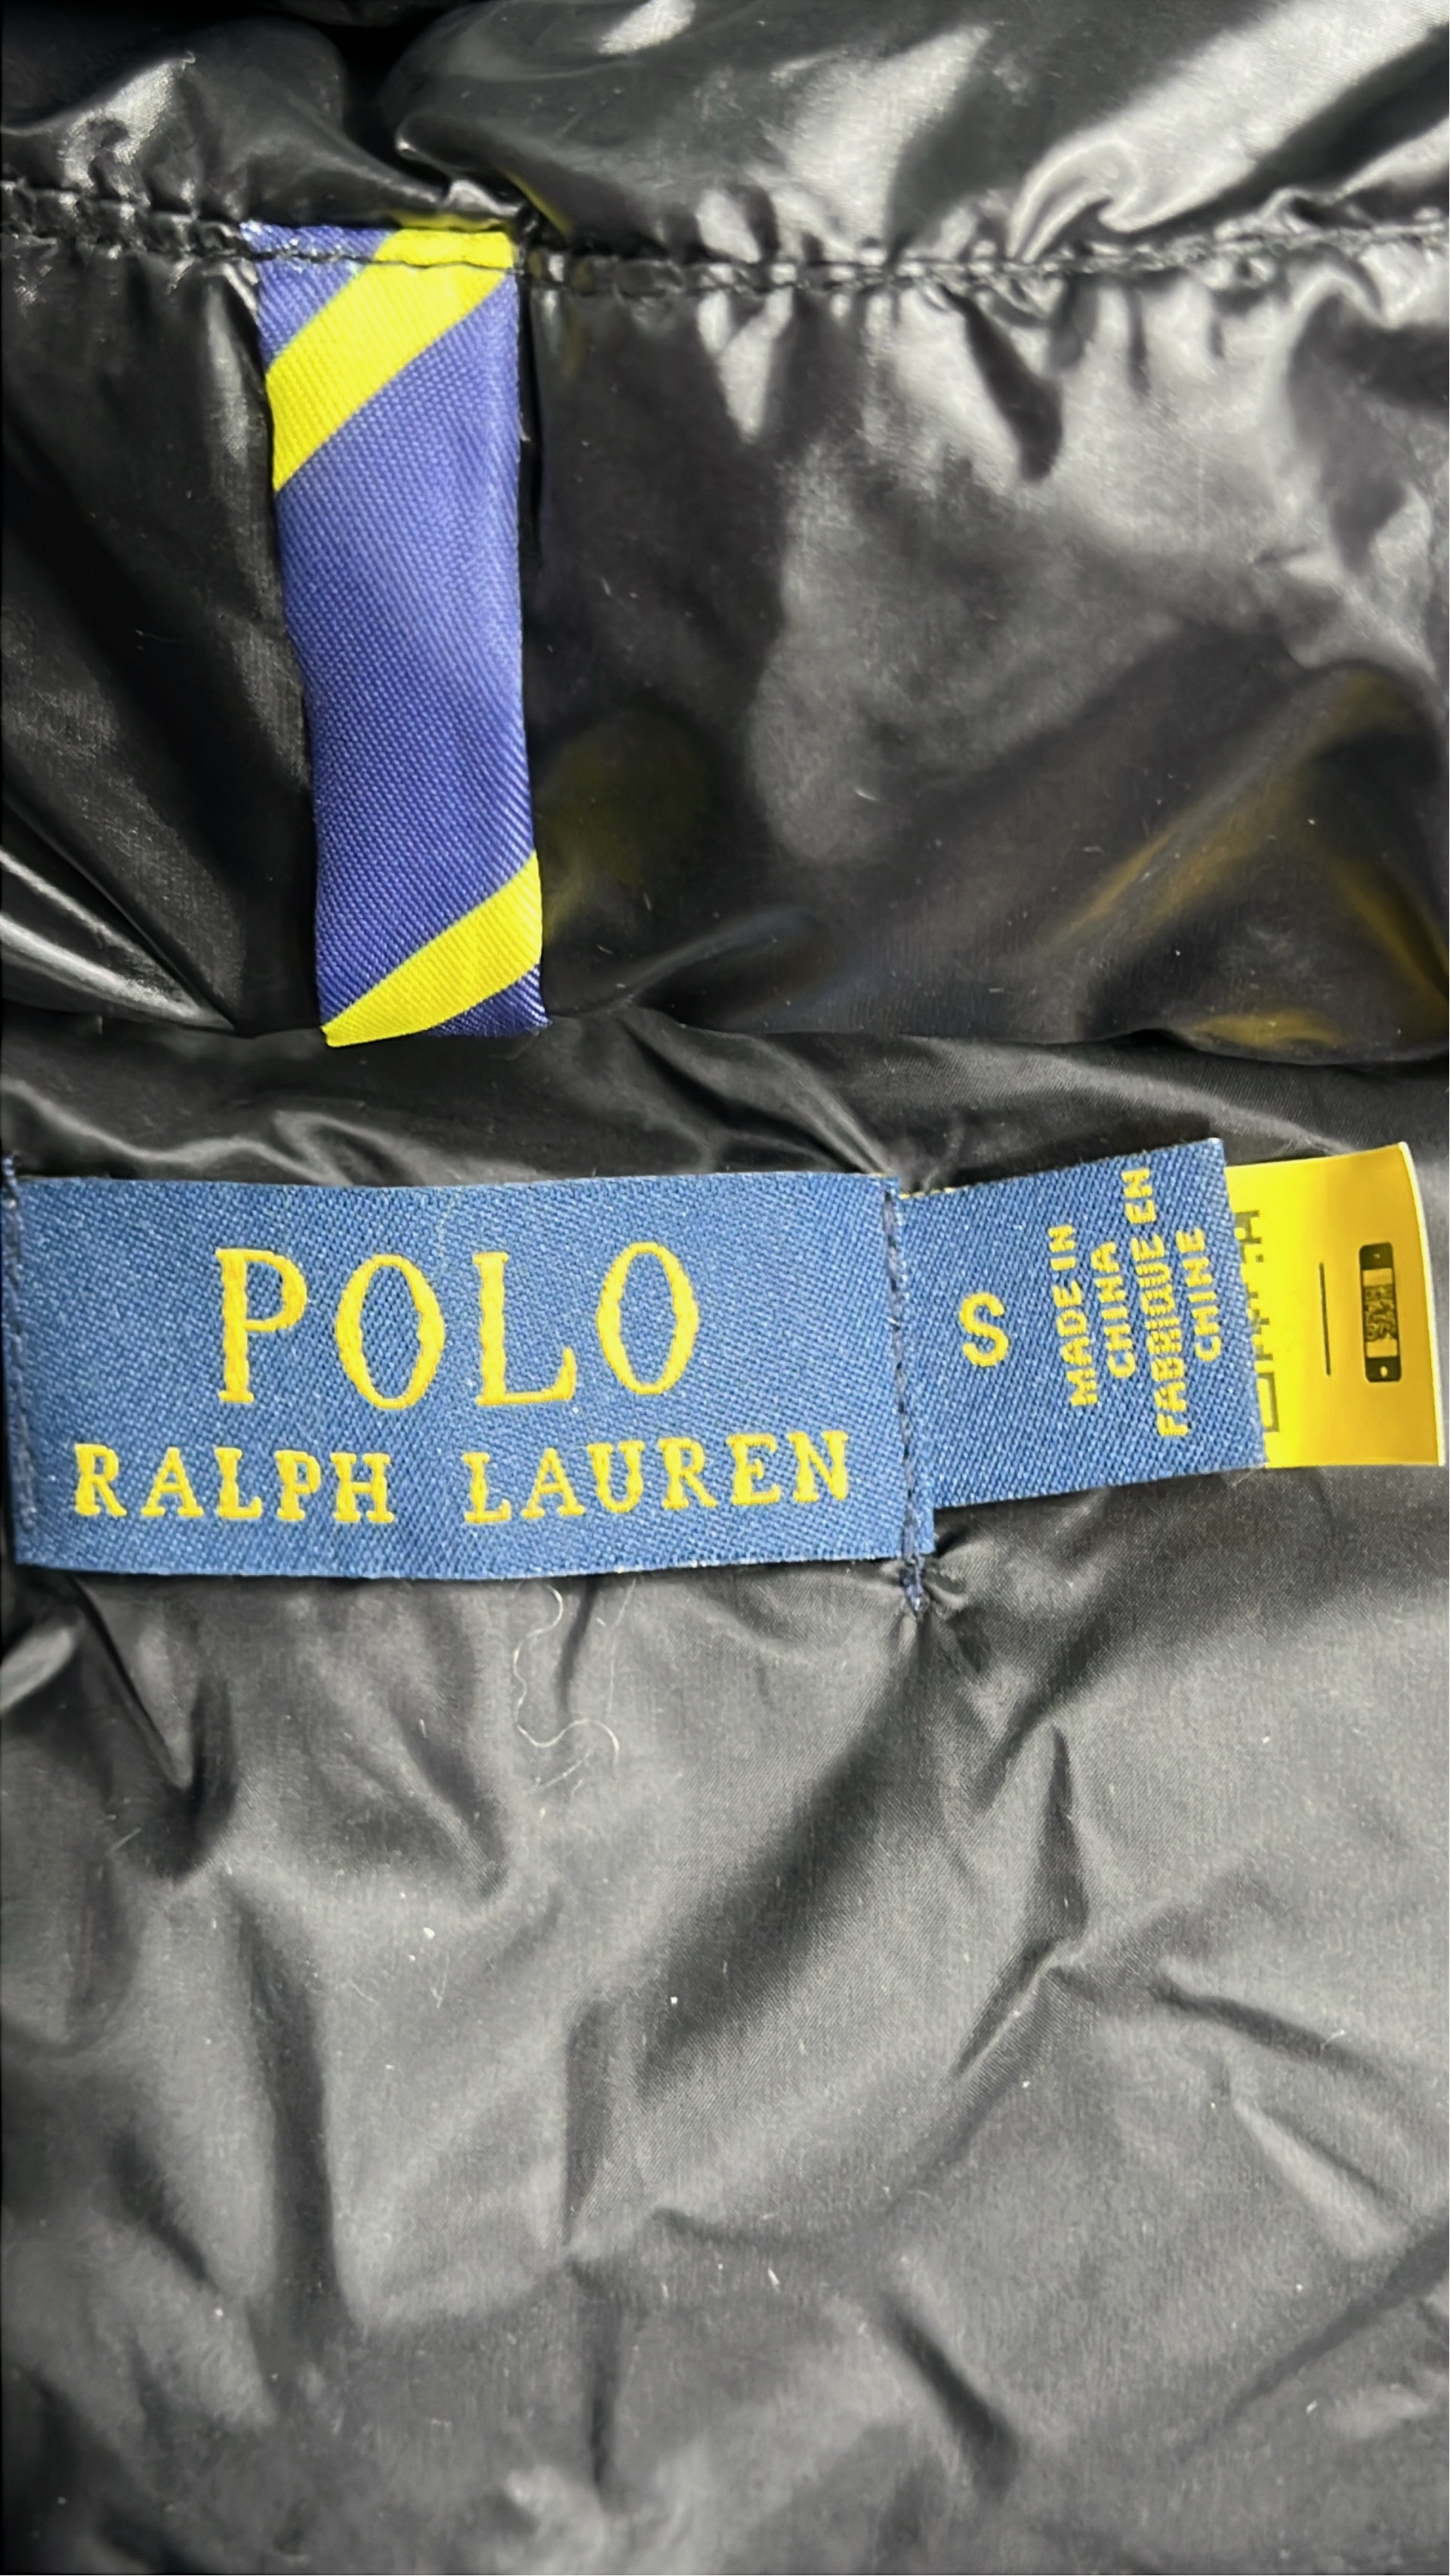 POLO
RALPH LAUREN
S
MADE IN
CHINA
FABRIQUE EN
CHINE